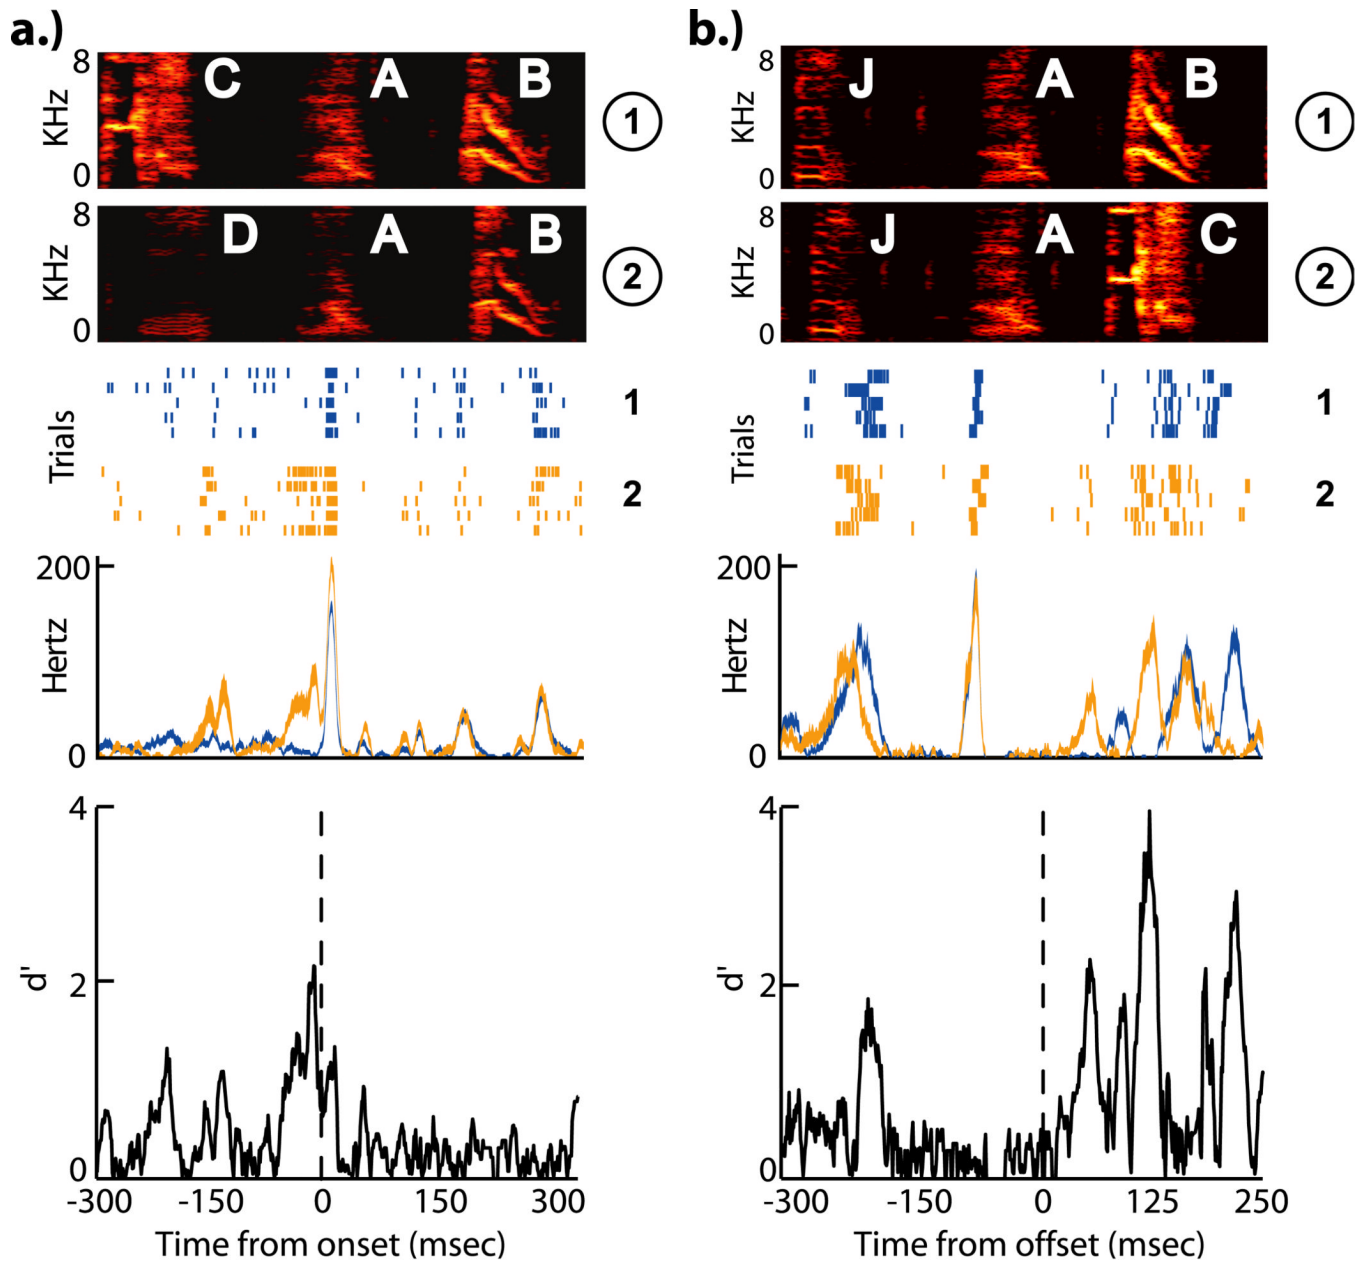 a.)
8
KHz
0
C
A
B
1
8
KHz
0
D
A
B
2
Trials
1
2
200
Hertz
0
4
d'
2
0
-300
-150
0
150
300
Time from onset (msec)
b.)
8
KHz
0
J
A
B
1
8
KHz
0
J
A
C
2
Trials
1
2
200
Hertz
0
4
d'
2
0
-300
-150
0
125
250
Time from offset (msec)